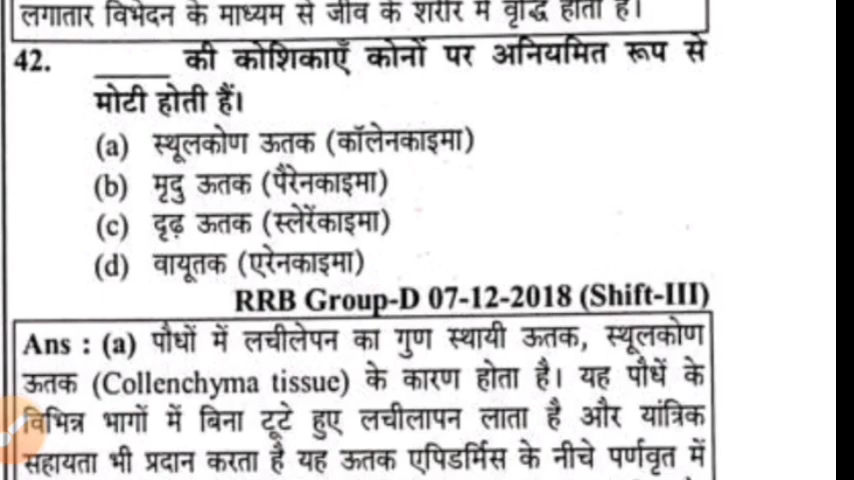 लगातार विभेदन के माध्यम से जीव के शरीर में वृद्धि होती है।
42. ______ की कोशिकाएँ कोनों पर अनियमित रूप से
मोटी होती हैं।
(a) स्थूलकोण ऊतक (कॉलेनकाइमा)
(b) मृदु ऊतक (पैरेनकाइमा)
(c) दृढ़ ऊतक (स्लेरेंकाइमा)
(d) वायूतक (एरेनकाइमा)
RRB Group-D 07-12-2018 (Shift-III)
Ans : (a) पौधों में लचीलेपन का गुण स्थायी ऊतक, स्थूलकोण
ऊतक (Collenchyma tissue) के कारण होता है। यह पौधें के
विभिन्न भागों में बिना टूटे हुए लचीलापन लाता है और यांत्रिक
सहायता भी प्रदान करता है यह ऊतक एपिडर्मिस के नीचे पर्णवृत में